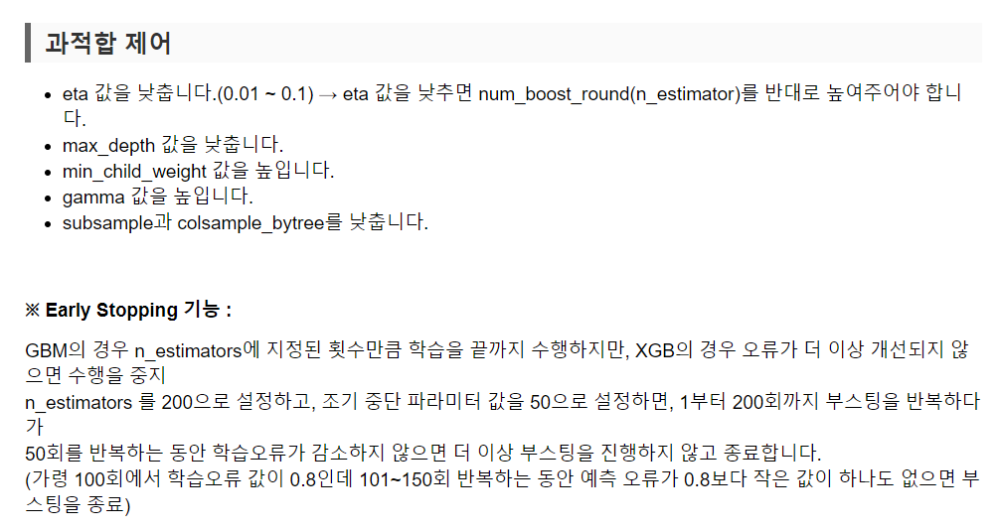 과적합 제어
• eta 값을 낮춥니다.(0.01 ~ 0.1) → eta 값을 낮추면 num_boost_round(n_estimator)를 반대로 높여주어야 합니
다.
• max_depth 값을 낮춥니다.
• min_child_weight 값을 높입니다.
• gamma 값을 높입니다.
• subsample과 colsample_bytree를 낮춥니다.
※ Early Stopping 기능 :
GBM의 경우 n_estimators에 지정된 횟수만큼 학습을 끝까지 수행하지만, XGB의 경우 오류가 더 이상 개선되지 않
으면 수행을 중지
n_estimators 를 200으로 설정하고, 조기 중단 파라미터 값을 50으로 설정하면, 1부터 200회까지 부스팅을 반복하다
가
50회를 반복하는 동안 학습오류가 감소하지 않으면 더 이상 부스팅을 진행하지 않고 종료합니다.
(가령 100회에서 학습오류 값이 0.8인데 101~150회 반복하는 동안 예측 오류가 0.8보다 작은 값이 하나도 없으면 부
스팅을 종료)